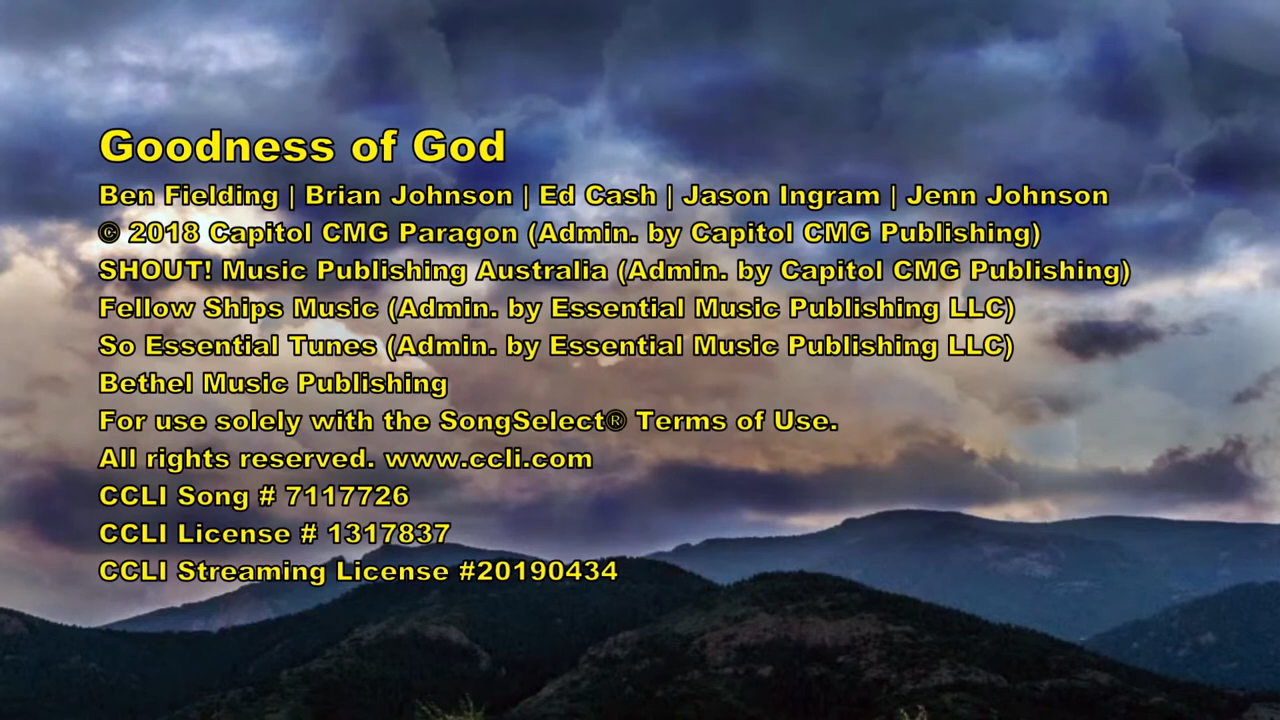 Goodness of God
Ben Fielding | Brian Johnson | Ed Cash | Jason Ingram | Jenn Johnson
© 2018 Capitol CMG Paragon (Admin. by Capitol CMG Publishing)
SHOUT! Music Publishing Australia (Admin. by Capitol CMG Publishing)
Fellow Ships Music (Admin. by Essential Music Publishing LLC)
So Essential Tunes (Admin. by Essential Music Publishing LLC)
Bethel Music Publishing
For use solely with the SongSelect® Terms of Use.
All rights reserved. www.ccli.com
CCLI Song # 7117726
CCLI License # 1317837
CCLI Streaming License #20190434